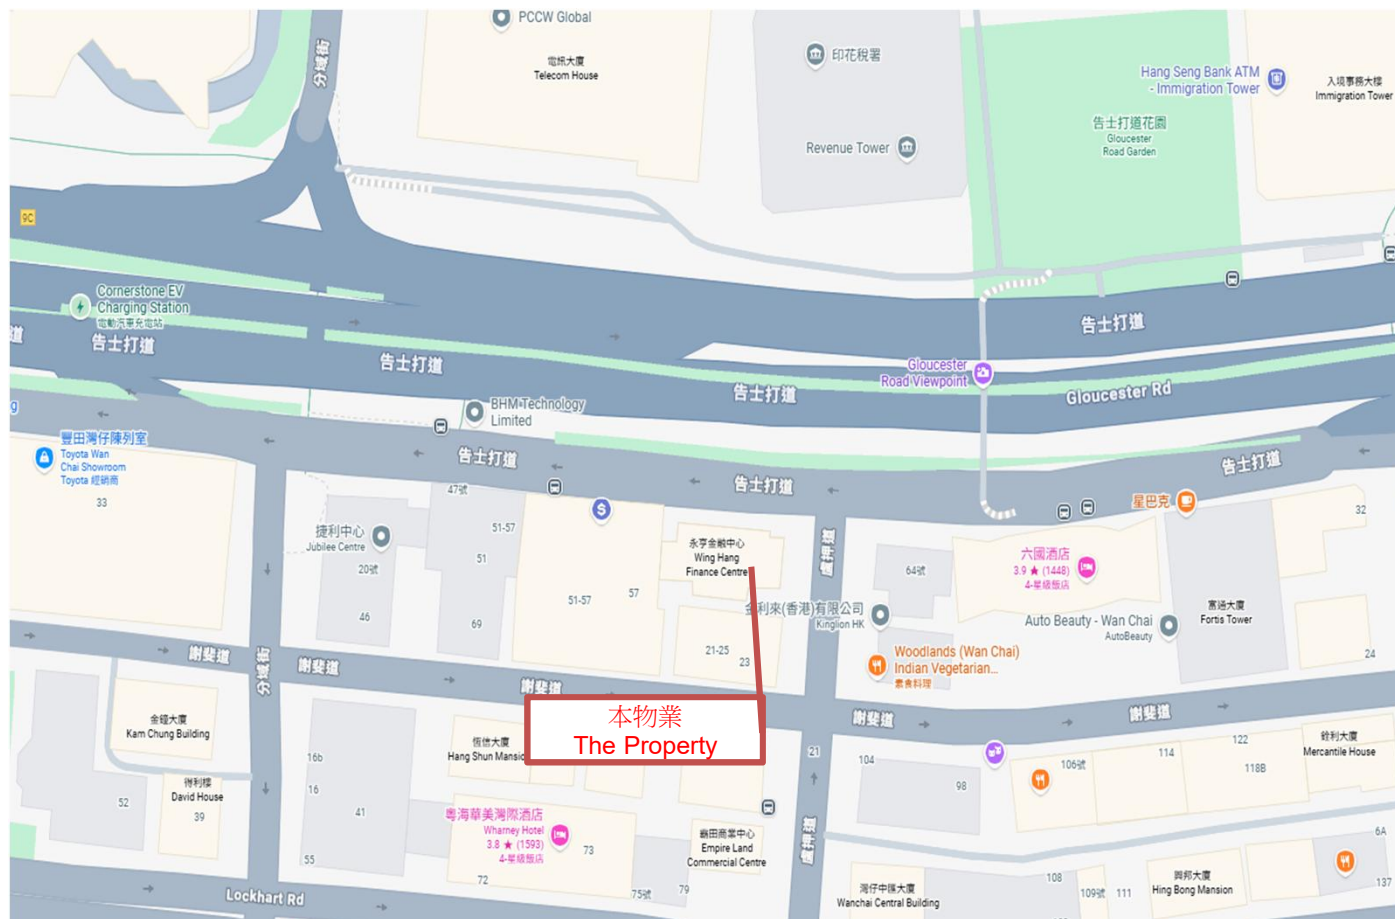 PCCW Global
電訊大廈
Telecom House
分域街
印花稅署
Hang Seng Bank ATM
- Immigration Tower
入境事務大樓
Immigration Tower
告士打道花園
Gloucester
Road Garden
Revenue Tower
9C
Cornerstone EV
Charging Station
電動汽車充電站
道
告士打道
告士打道
告士打道
告士打道
Gloucester
Road Viewpoint
Gloucester Rd
BHM Technology
Limited
g
豐田灣仔陳列室
Toyota Wan
Chai Showroom
Toyota 經銷商
33
告士打道
告士打道
告士打道
47號
51-57
捷利中心
Jubilee Centre
20號
46
51
69
51-57
57
$
永亨金融中心
Wing Hang
Finance Centre
盧押道
星巴克
32
64號
六國酒店
3.9 ★ (1448)
4-星級飯店
金利來(香港)有限公司
Kinglion HK
Auto Beauty - Wan Chai
AutoBeauty
富通大廈
Fortis Tower
21-25
23
Woodlands (Wan Chai)
Indian Vegetarian...
素食料理
24
謝斐道
分域街
謝斐道
謝斐道
本物業
The Property
謝斐道
謝斐道
金鐘大廈
Kam Chung Building
恆信大廈
Hang Shun Mansio
16b
16
41
55
21
104
98
106號
114
122
118B
銓利大廈
Mercantile House
得利樓
David House
39
52
粵海華美灣際酒店
Wharney Hotel
3.8 ★ (1593)
4-星級飯店
73
72
75號
79
Empire Land
Commercial Centre
盧押道
灣仔中匯大廈
Wanchai Central Building
108
109號
111
興邦大廈
Hing Bong Mansion
6A
137
Lockhart Rd